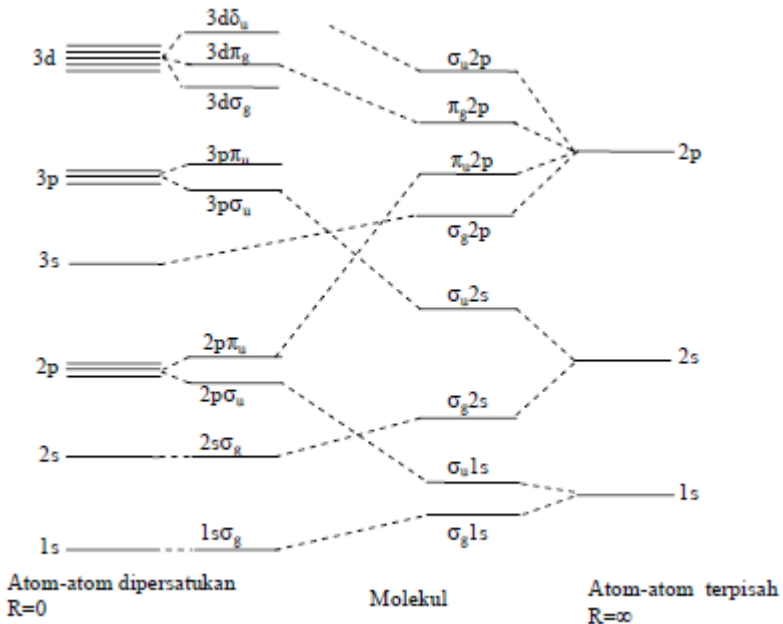 3dδᵤ
3d
3dπg
σᵤ2p
3dσg
πg2p
3pπᵤ
πᵤ2p
2p
3p
3pσᵤ
σg2p
3s
σᵤ2s
2pπᵤ
2s
2p
2pσᵤ
σg2s
2s
2sσg
σᵤ1s
1s
1sσg
σg1s
1s
Atom-atom dipersatukan
R=0
Molekul
Atom-atom terpisah
R=∞